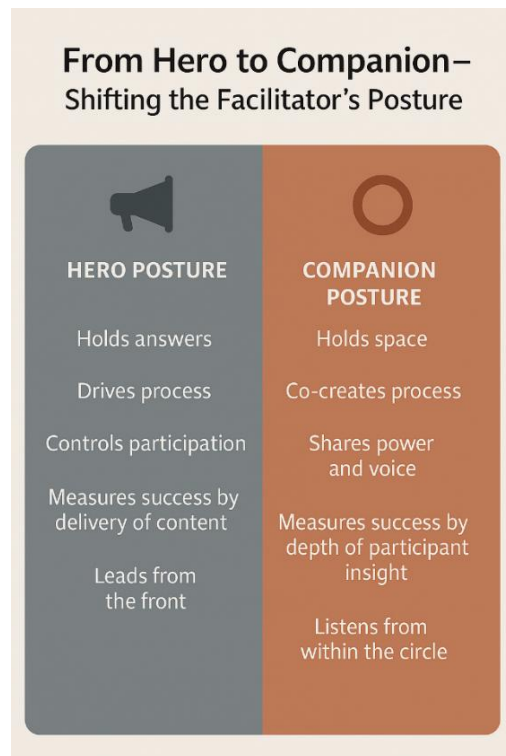 From Hero to Companion–
Shifting the Facilitator's Posture
HERO POSTURE
Holds answers
Drives process
Controls participation
Measures success by
delivery of content
Leads from
the front
COMPANION
POSTURE
Holds space
Co-creates process
Shares power
and voice
Measures success by
depth of participant
insight
Listens from
within the circle